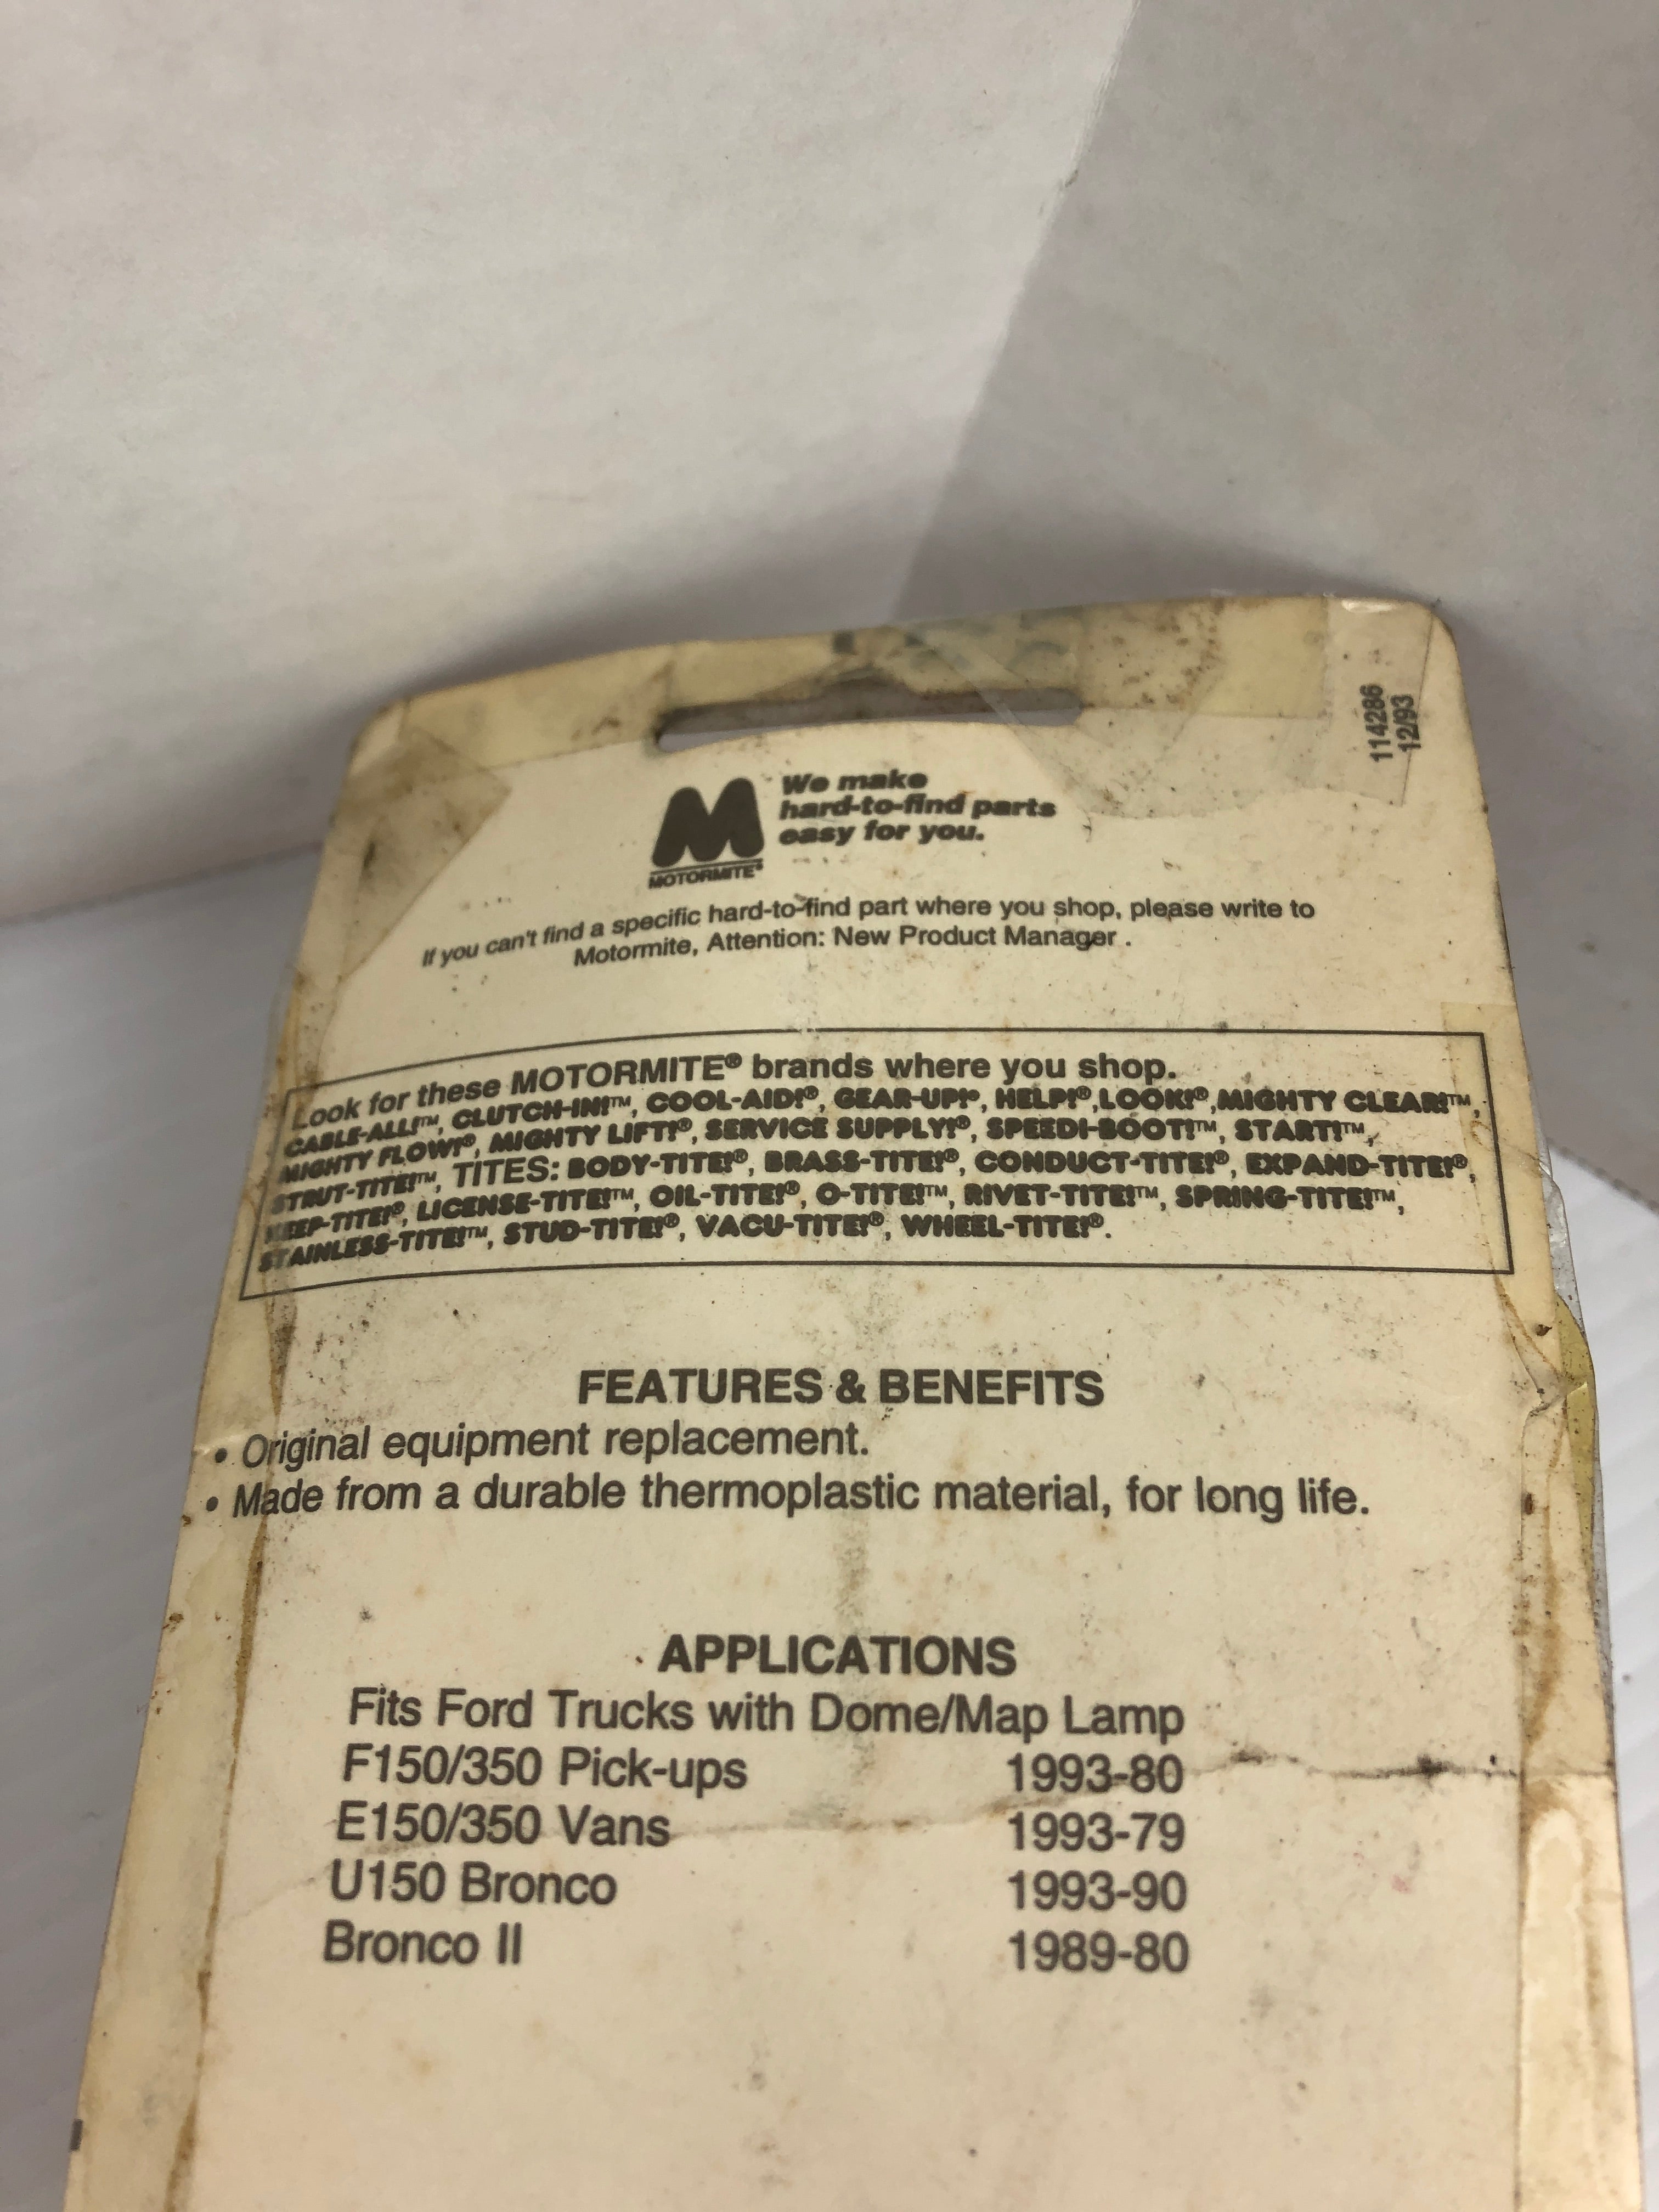 114286
12/93
We make
hard-to-find parts
easy for you.
MOTORMITE®
If you can't find a specific hard-to-find part where you shop, please write to
Motormite, Attention: New Product Manager .
Look for these MOTORMITE® brands where you shop.
CABLE-ALL!™, CLUTCH-IN!™, COOL-AID!®, GEAR-UP!®, HELP!®,LOOK!®,MIGHTY CLEAR!™,
MIGHTY FLOW!®, MIGHTY LIFT!®, SERVICE SUPPLY!®, SPEEDI-BOOT!™, START!™,
STRUT-TITE!™, TITES: BODY-TITE!®, BRASS-TITE!®, CONDUCT-TITE!®, EXPAND-TITE!®,
KEEP-TITE!®, LICENSE-TITE!™, OIL-TITE!®, O-TITE!™, RIVET-TITE!™, SPRING-TITE!™,
STAINLESS-TITE!™, STUD-TITE!®, VACU-TITE!®, WHEEL-TITE!®.
FEATURES & BENEFITS
• Original equipment replacement.
• Made from a durable thermoplastic material, for long life.
APPLICATIONS
Fits Ford Trucks with Dome/Map Lamp
F150/350 Pick-ups 1993-80
E150/350 Vans 1993-79
U150 Bronco 1993-90
Bronco II 1989-80